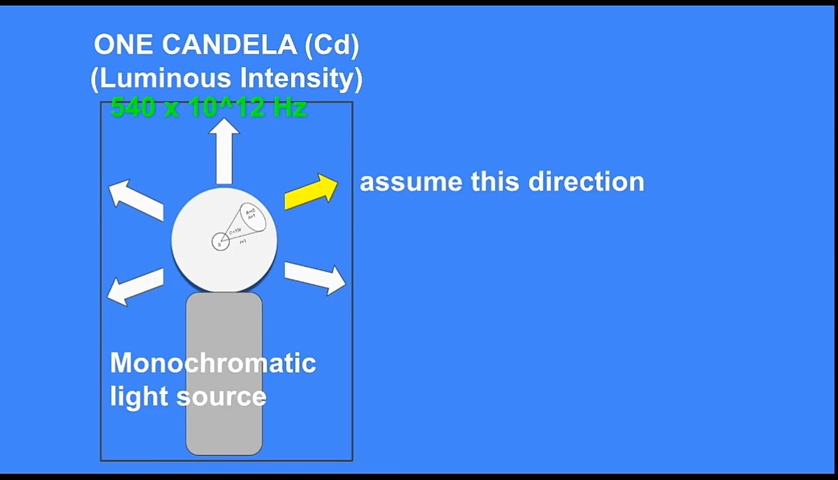 ONE CANDELA (Cd)
(Luminous Intensity)
540 x 10^12 Hz
assume this direction
Monochromatic
light source